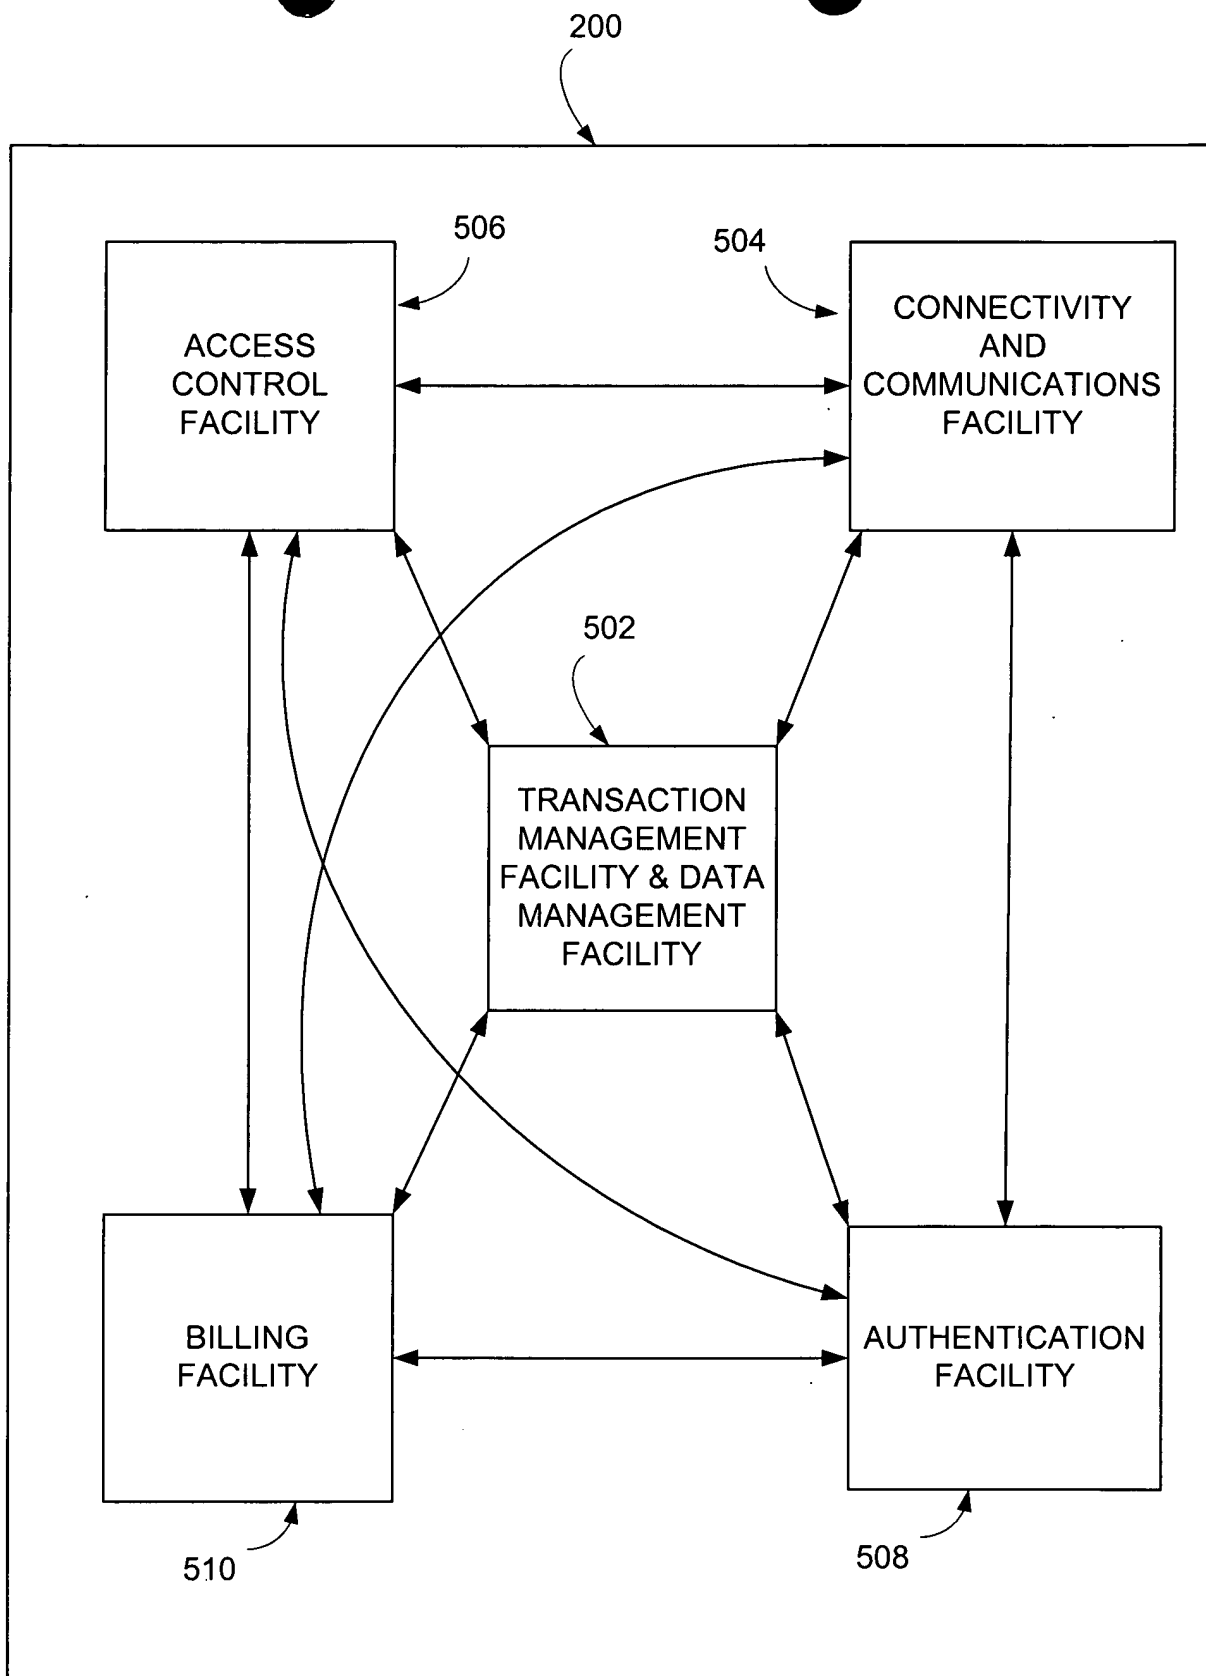 200
506
504
ACCESS
CONTROL
FACILITY
CONNECTIVITY
AND
COMMUNICATIONS
FACILITY
502
TRANSACTION
MANAGEMENT
FACILITY & DATA
MANAGEMENT
FACILITY
BILLING
FACILITY
AUTHENTICATION
FACILITY
510
508